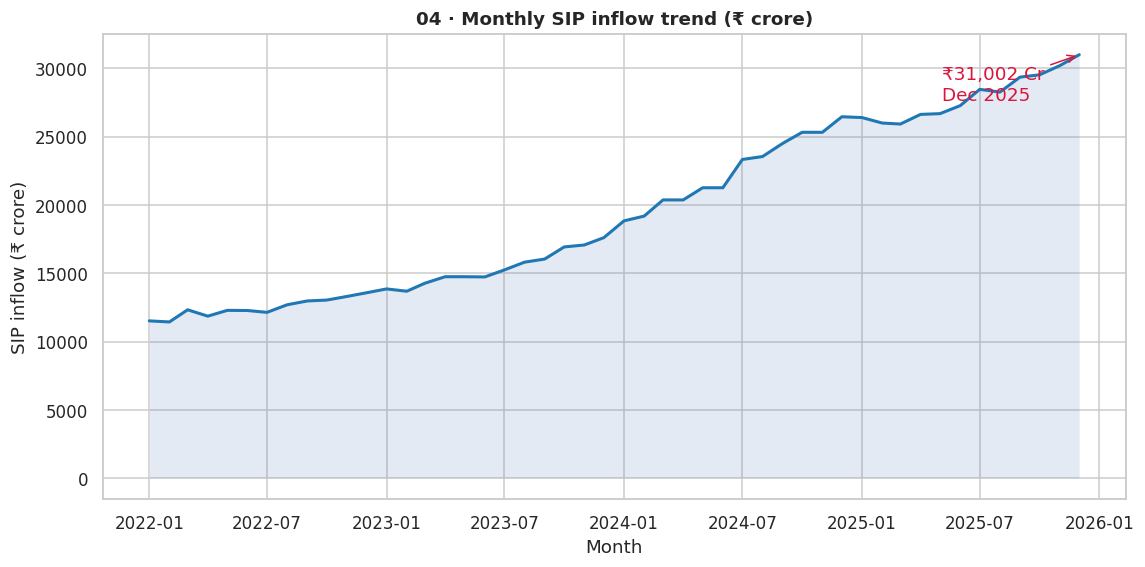 04 · Monthly SIP inflow trend (₹ crore)
30000
25000
20000
15000
10000
5000
0
SIP inflow (₹ crore)
₹31,002 Cr
Dec 2025
2022-01 2022-07 2023-01 2023-07 2024-01 2024-07 2025-01 2025-07 2026-01
Month